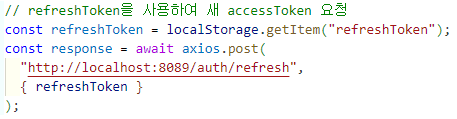 // refreshToken을 사용하여 새 accessToken 요청
const refreshToken = localStorage.getItem("refreshToken");
const response = await axios.post(
  "http://localhost:8089/auth/refresh",
  { refreshToken }
);